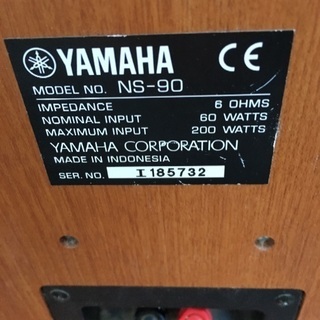 YAMAHA CE
MODEL NO. NS-90
IMPEDANCE 6 OHMS
NOMINAL INPUT 60 WATTS
MAXIMUM INPUT 200 WATTS
YAMAHA CORPORATION
MADE IN INDONESIA
SER. NO. I 185732